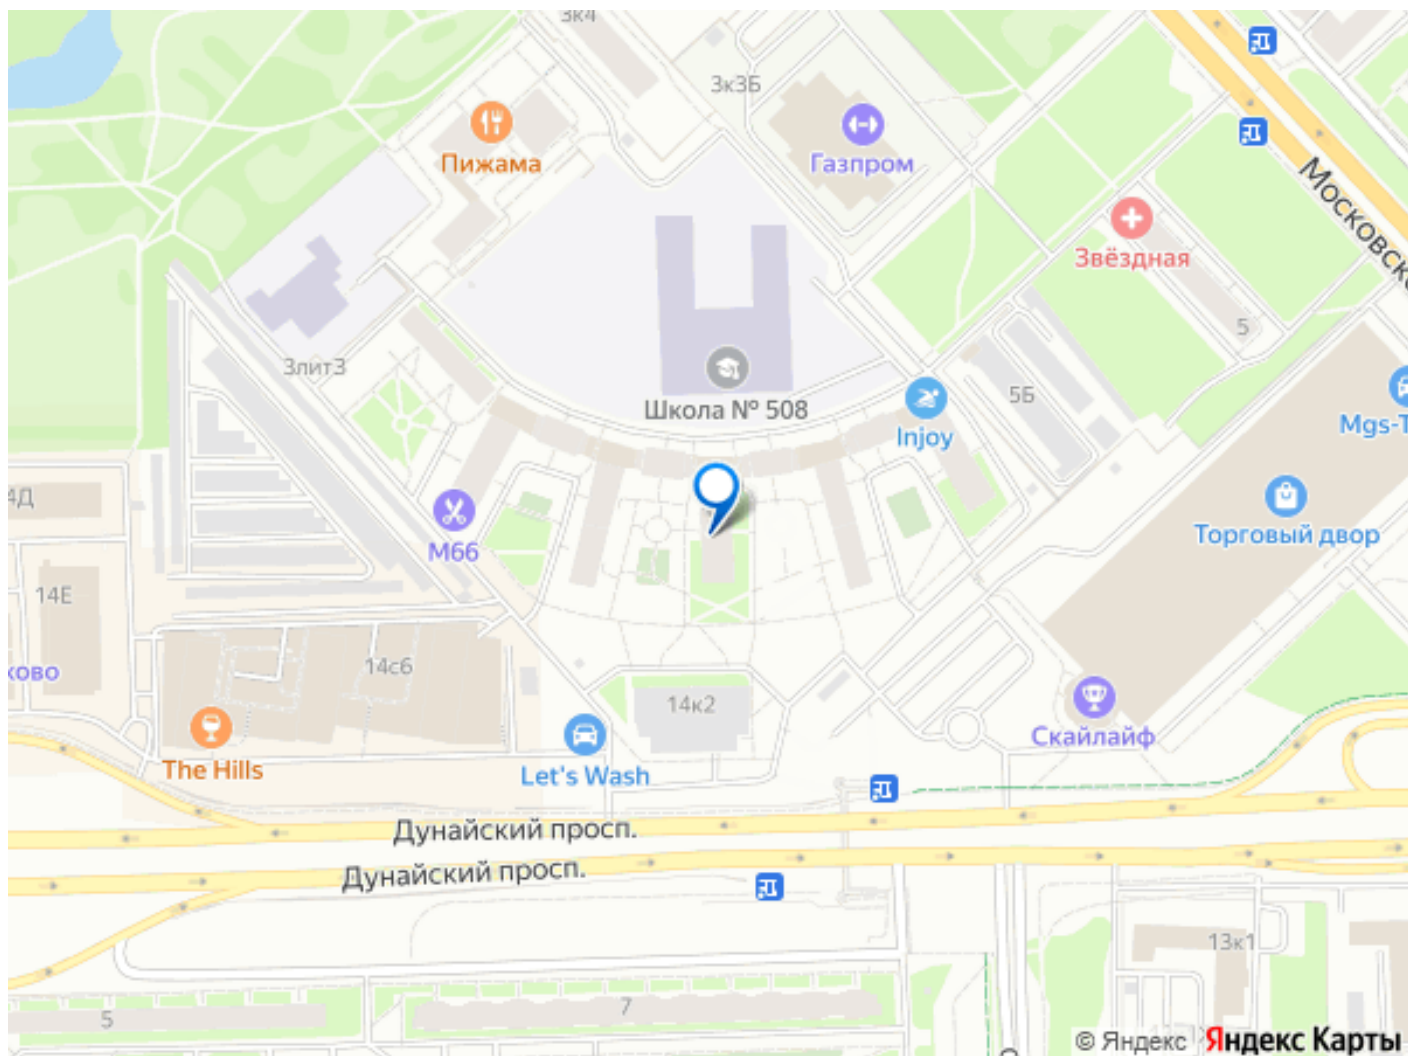 3к4
3к3Б
Пижама
Газпром
Московск
Звёздная
5
3лит3
5Б
Школа № 508
Injoy
Mgs-T
4Д
М66
Торговый двор
14Е
14с6
ково
14к2
Скайлайф
The Hills
Let's Wash
Дунайский просп.
Дунайский просп.
13к1
7
5
© Яндекс Яндекс Карты